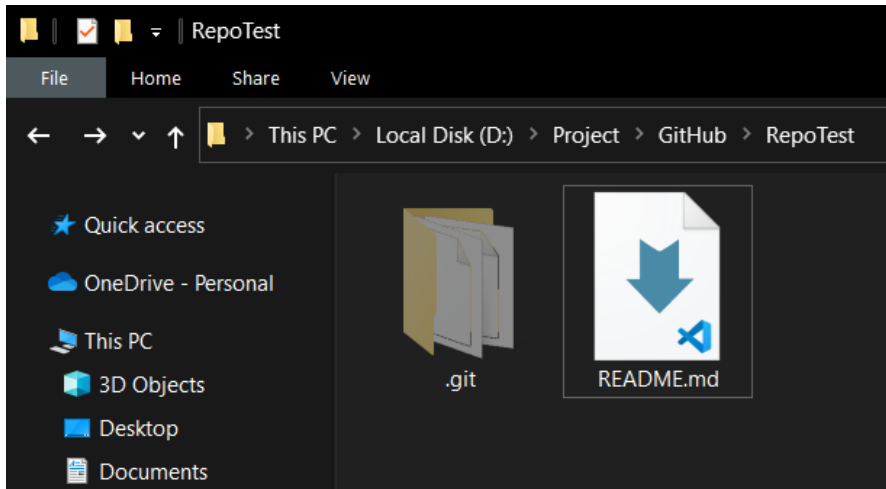 RepoTest
File Home Share View
This PC Local Disk (D:) Project GitHub RepoTest
Quick access
OneDrive - Personal
This PC
3D Objects
Desktop
Documents
.git
README.md